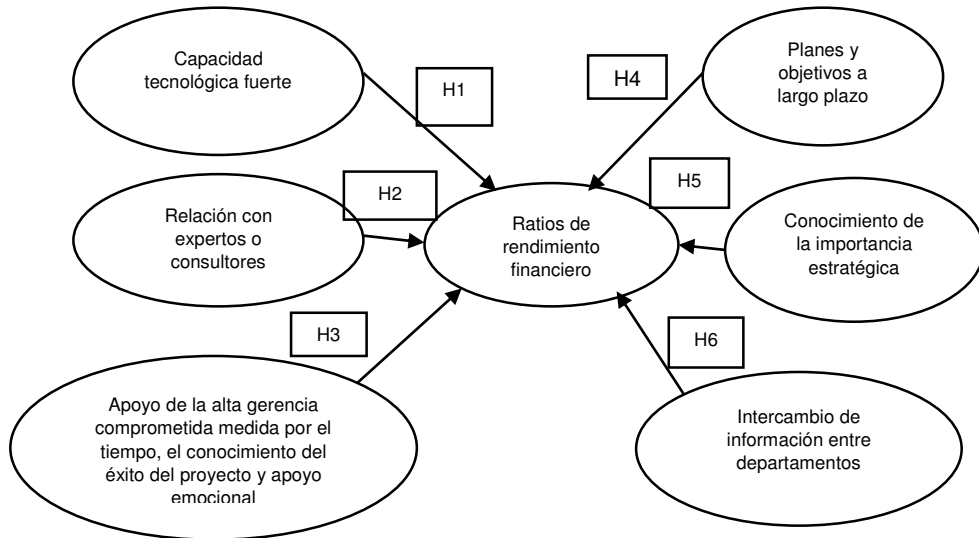 Capacidad
tecnológica fuerte
H1
H4
Planes y
objetivos a
largo plazo
Relación con
expertos o
consultores
H2
Ratios de
rendimiento
financiero
H5
Conocimiento de
la importancia
estratégica
H3
Apoyo de la alta gerencia
comprometida medida por el
tiempo, el conocimiento del
éxito del proyecto y apoyo
emocional
H6
Intercambio de
información entre
departamentos